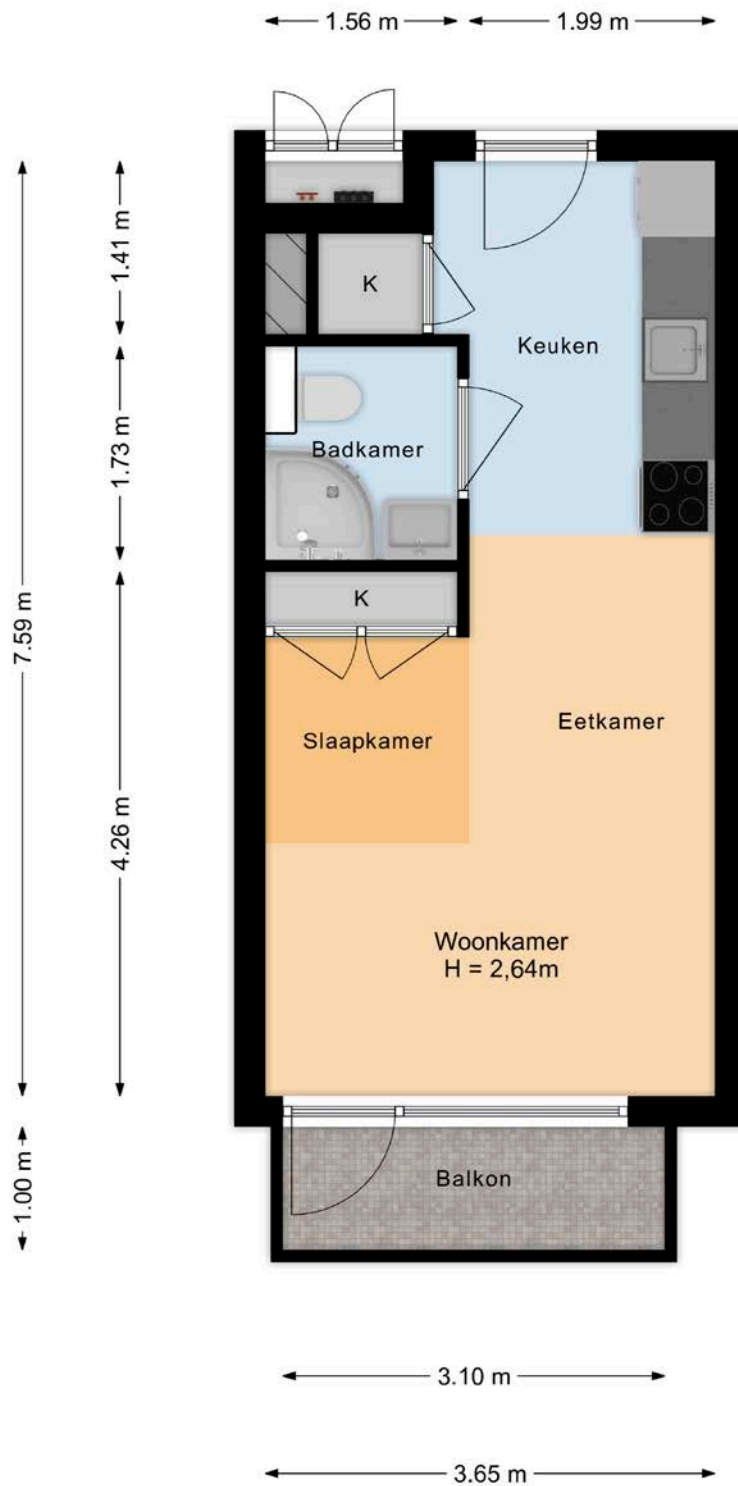 1.56 m
1.99 m
1.41 m
K
Keuken
1.73 m
Badkamer
7.59 m
K
Slaapkamer
Eetkamer
4.26 m
Woonkamer
H = 2,64m
1.00 m
Balkon
3.10 m
3.65 m